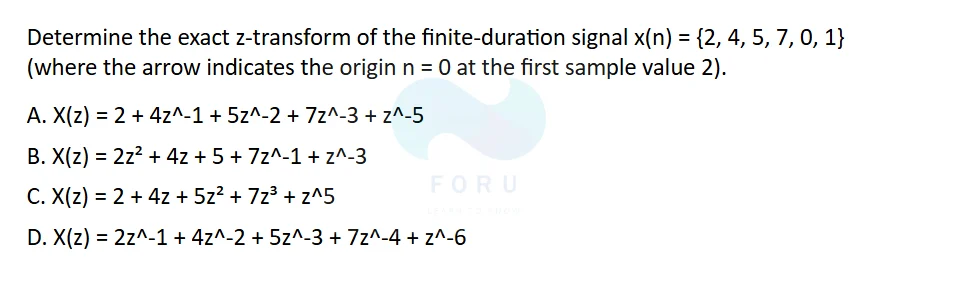 Determine the exact z-transform of the finite-duration signal x(n) = {2, 4, 5, 7, 0, 1}
(where the arrow indicates the origin n = 0 at the first sample value 2).
A. X(z) = 2 + 4z^-1 + 5z^-2 + 7z^-3 + z^-5
B. X(z) = 2z² + 4z + 5 + 7z^-1 + z^-3
C. X(z) = 2 + 4z + 5z² + 7z³ + z^5
FORU
D. X(z) = 2z^-1 + 4z^-2 + 5z^-3 + 7z^-4 + z^-6